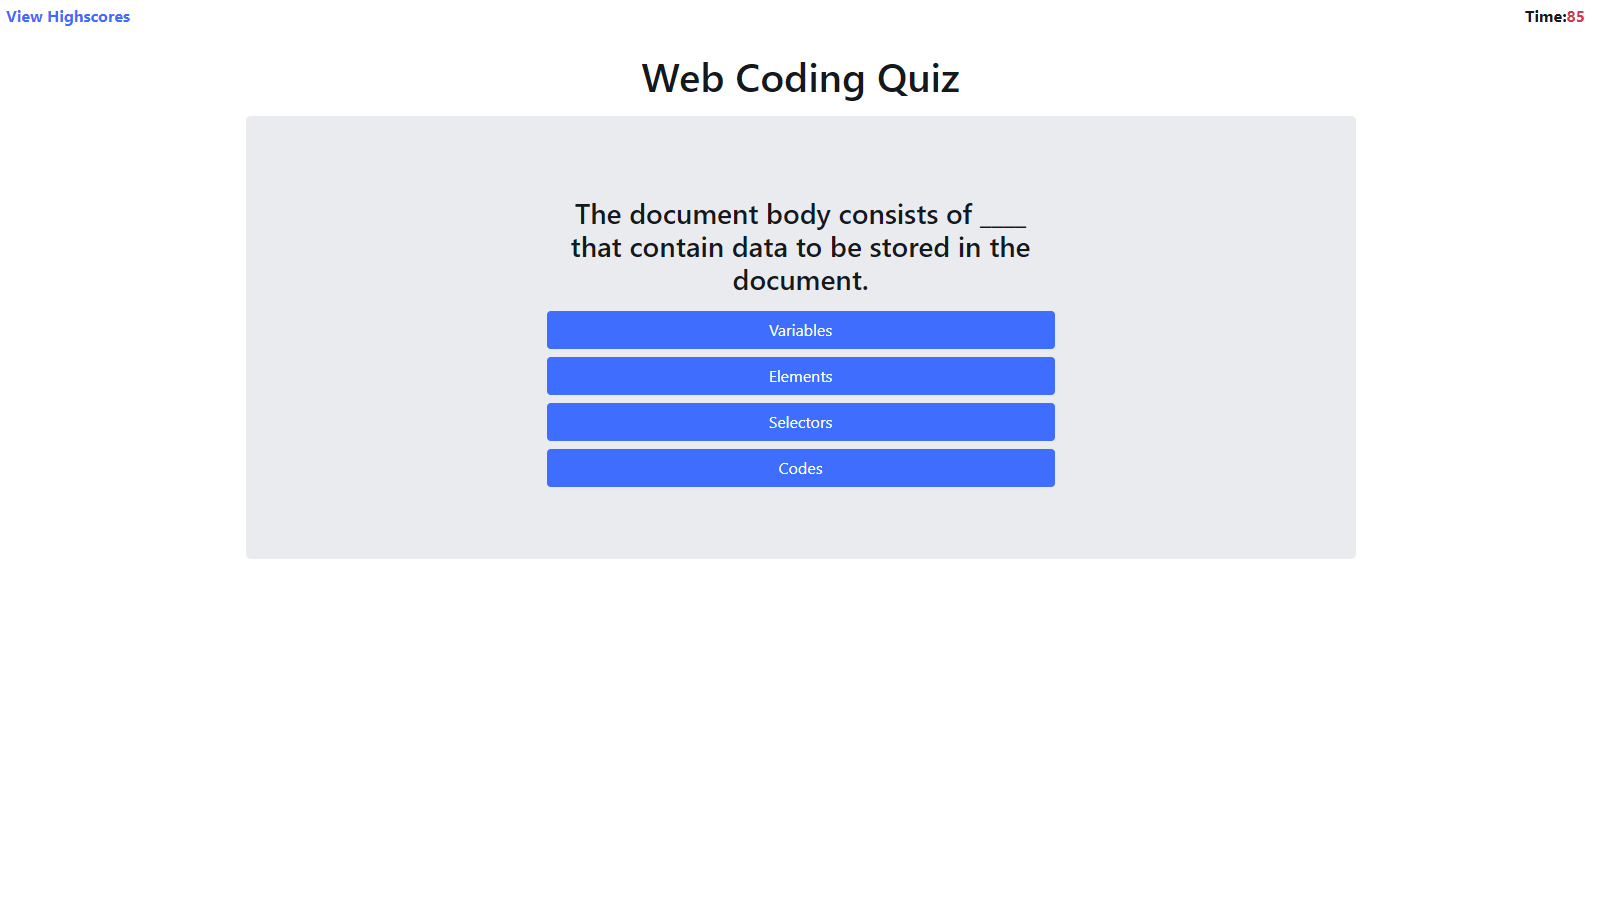 View Highscores
Time:85
Web Coding Quiz
The document body consists of ____
that contain data to be stored in the
document.
Variables
Elements
Selectors
Codes